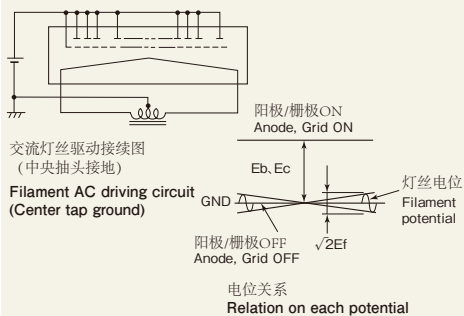 交流灯丝驱动接续图
（中央抽头接地）
Filament AC driving circuit
(Center tap ground)
阳极/栅极ON
Anode, Grid ON
Eb、Ec
GND
灯丝电位
Filament
potential
√2Ef
阳极/栅极OFF
Anode, Grid OFF
电位关系
Relation on each potential